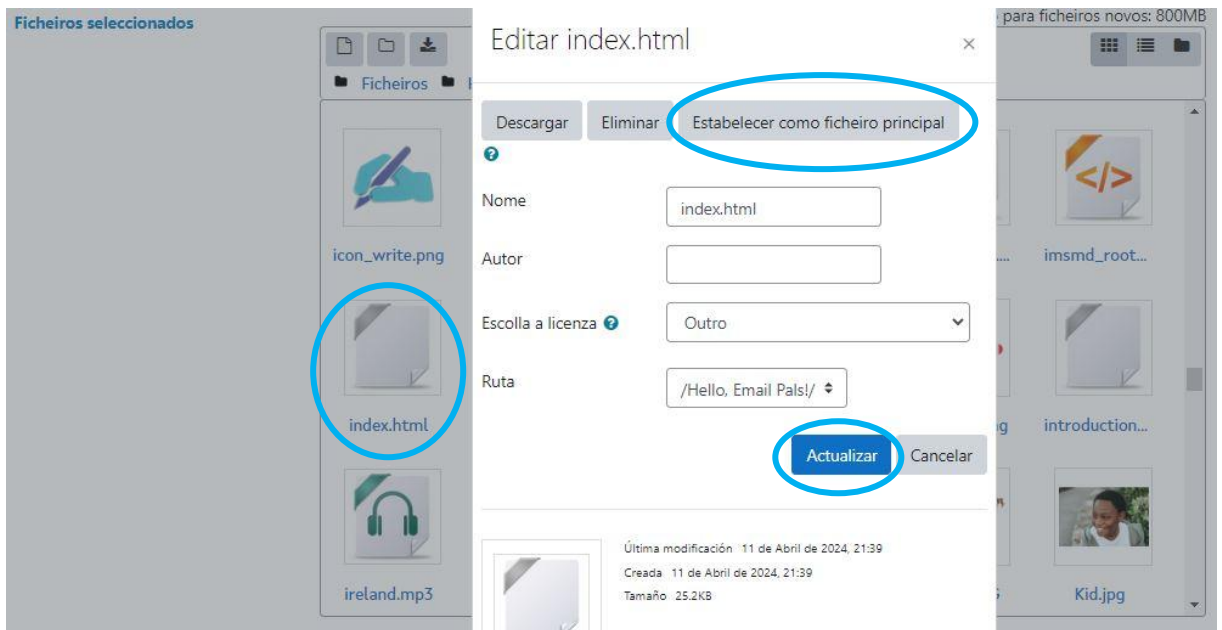 Ficheiros seleccionados
para ficheiros novos: 800MB
Editar index.html
×
Ficheiros
Descargar Eliminar Estabelecer como ficheiro principal
Nome index.html
Autor
Escolla a licenza Outro
Ruta /Hello, Email Pals!/
Actualizar Cancelar
Última modificación 11 de Abril de 2024, 21:39
Creada 11 de Abril de 2024, 21:39
Tamaño 25.2KB
icon_write.png
imsmd_root...
</>
index.html
introduction...
ireland.mp3
Kid.jpg